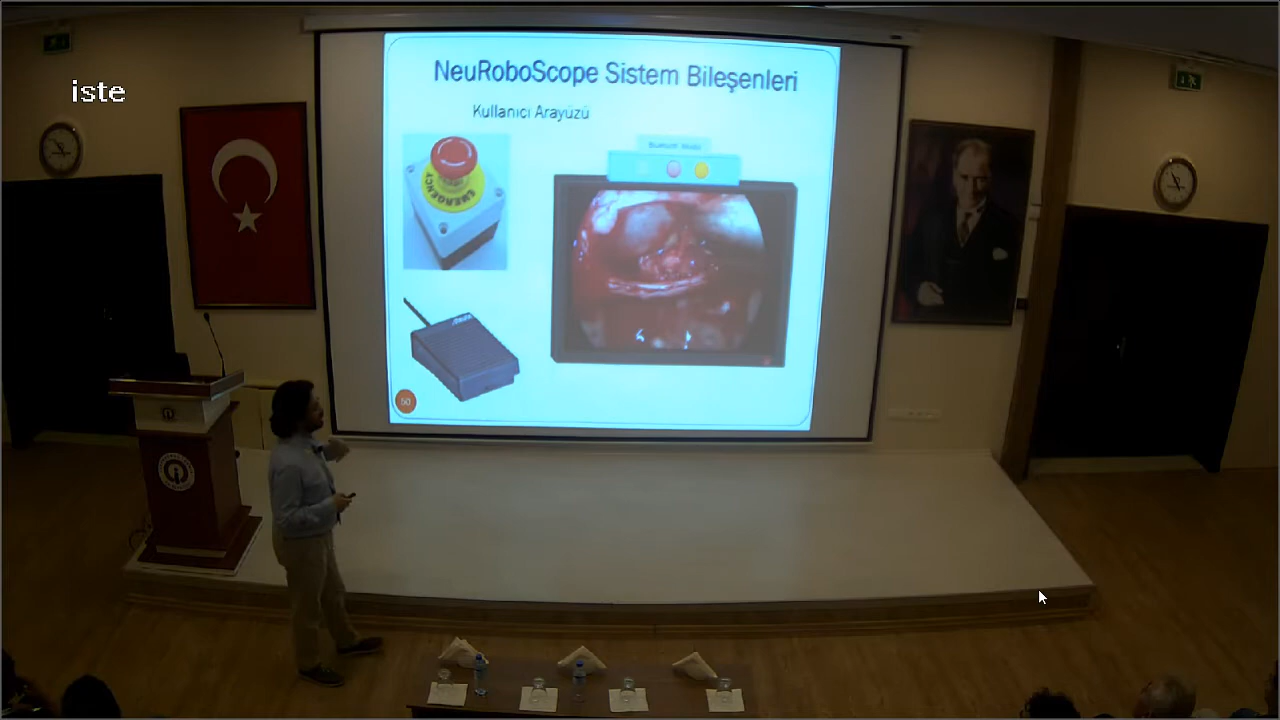 iste
NeuRoboScope Sistem Bileşenleri
Kullanıcı Arayüzü
EMERGENCY
50